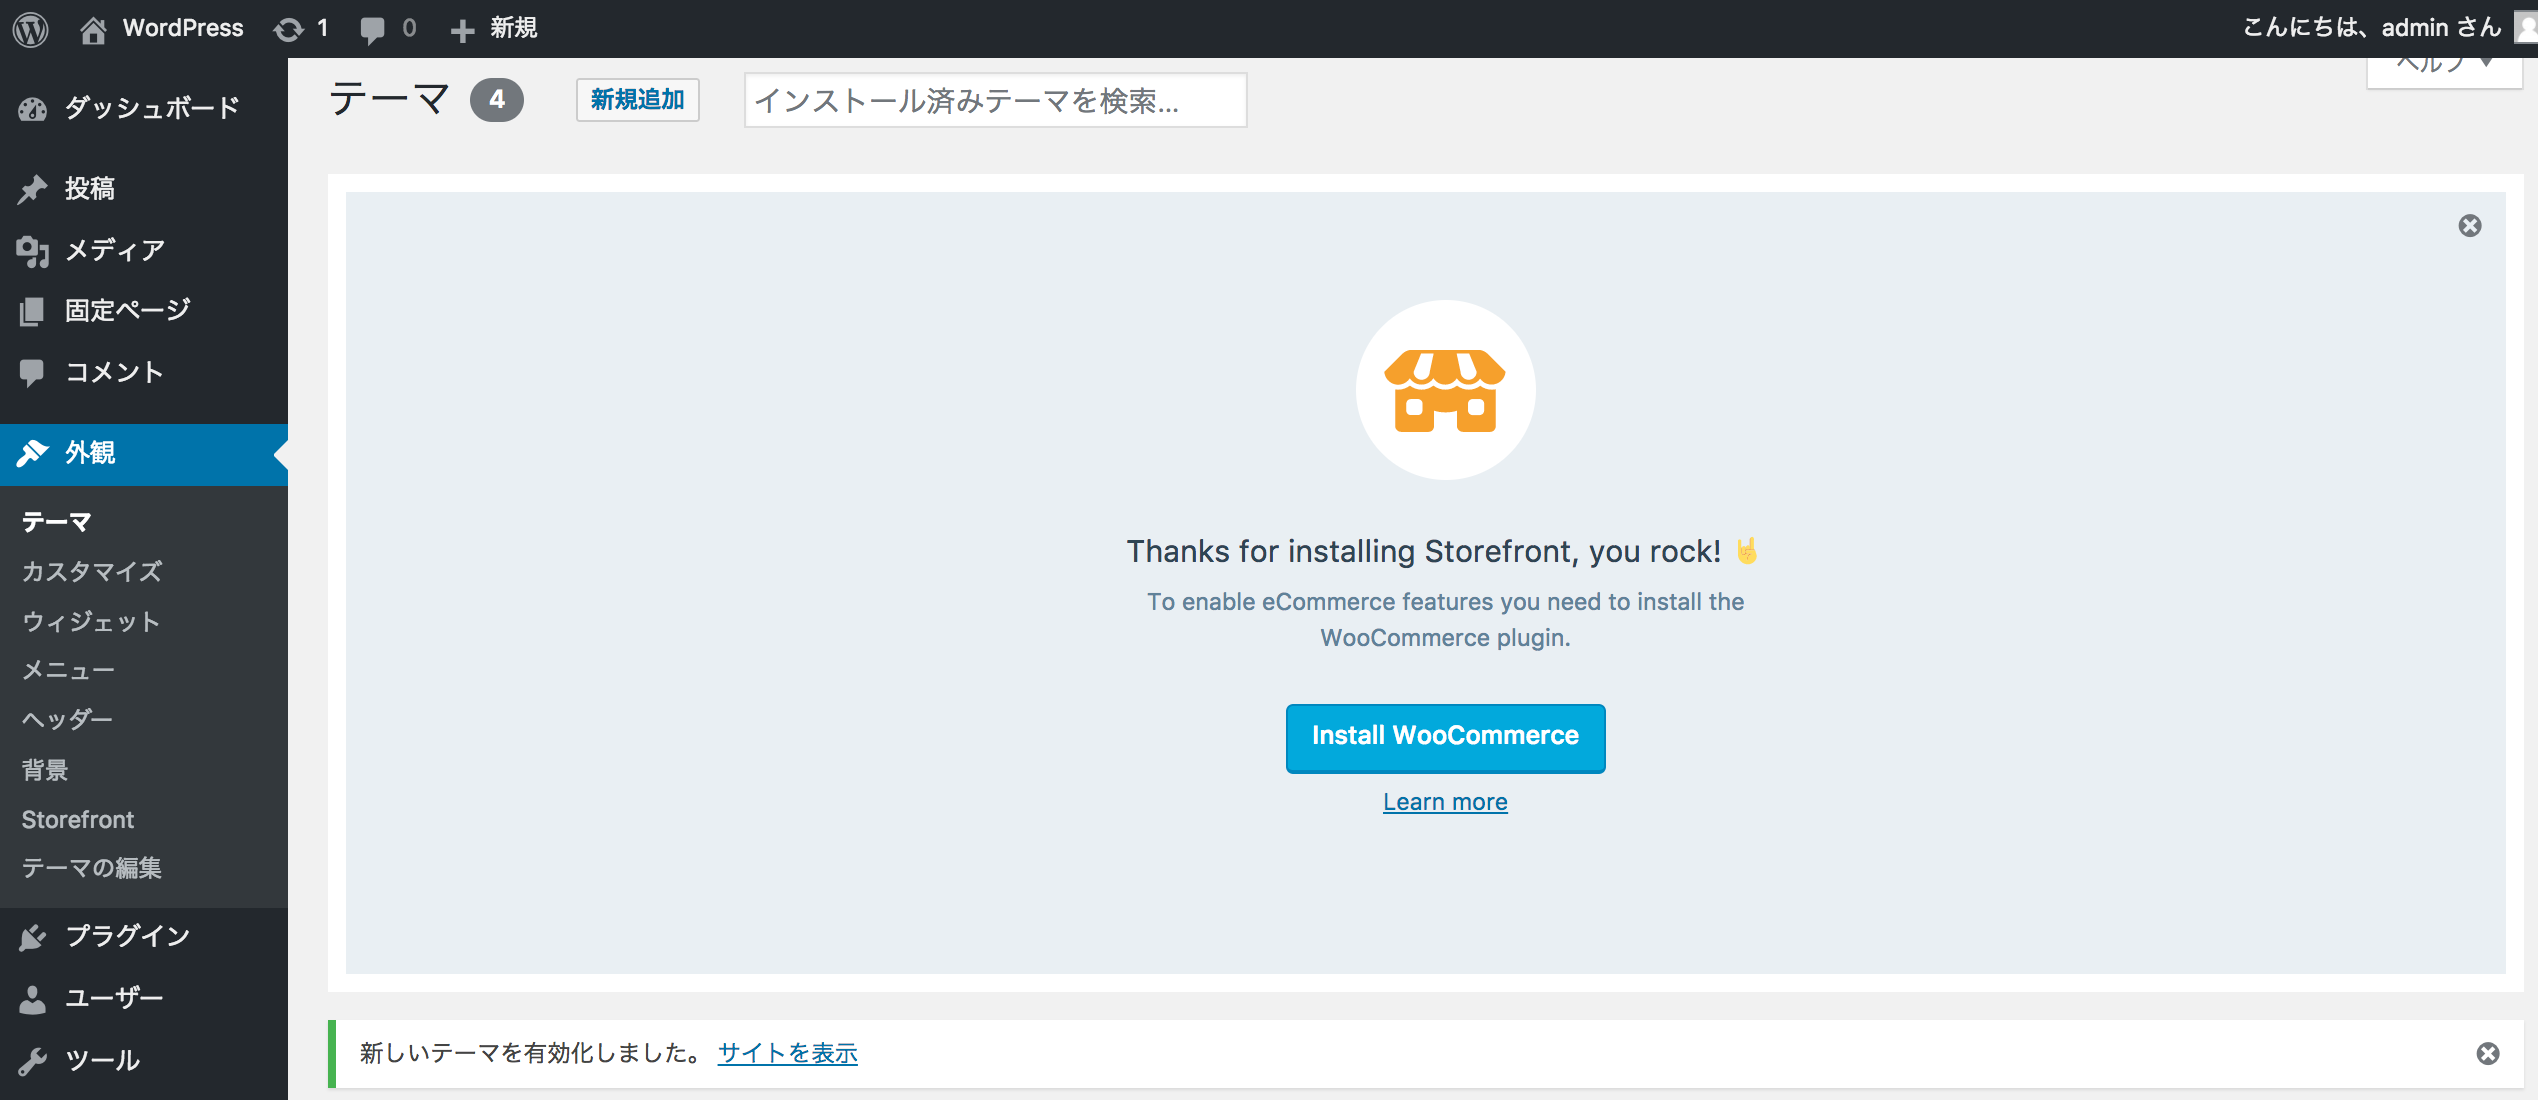 WordPress 1 0 新規
こんにちは、admin さん
ダッシュボード
投稿
メディア
固定ページ
コメント
外観
テーマ
カスタマイズ
ウィジェット
メニュー
ヘッダー
背景
Storefront
テーマの編集
プラグイン
ユーザー
ツール
ヘルプ
テーマ 4 新規追加 インストール済みテーマを検索...
Thanks for installing Storefront, you rock! 🤘
To enable eCommerce features you need to install the
WooCommerce plugin.
Install WooCommerce
Learn more
新しいテーマを有効化しました。 サイトを表示